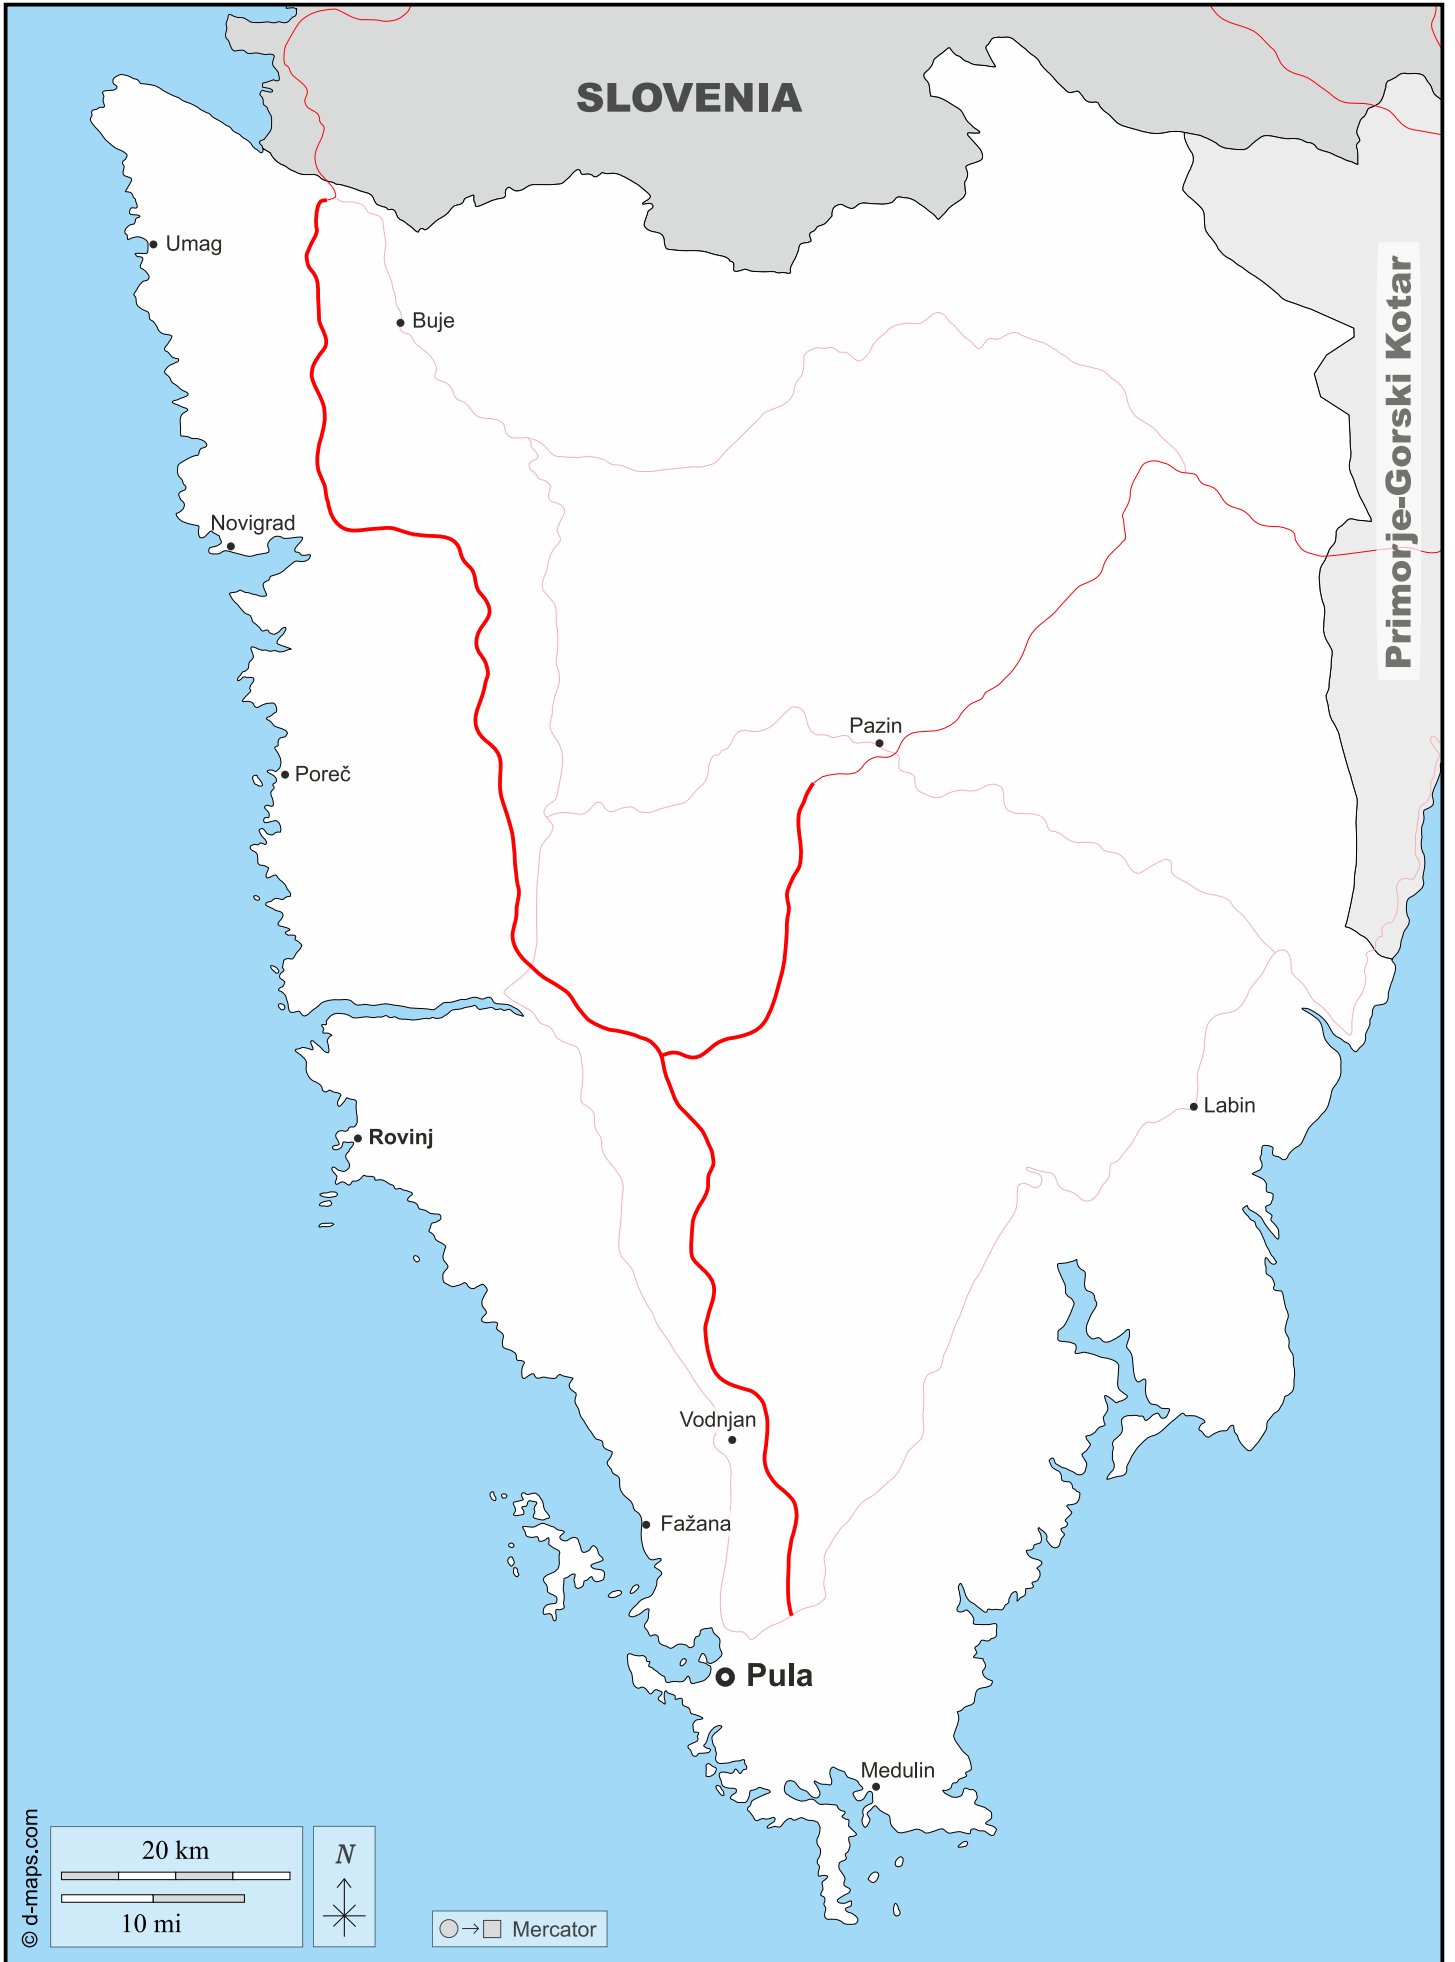 SLOVENIA
Umag
Primorje-Gorski Kotar
Buje
Novigrad
Pazin
Poreč
Labin
Rovinj
Vodnjan
Fažana
Pula
Medulin
© d-maps.com
20 km
10 mi
N
Mercator